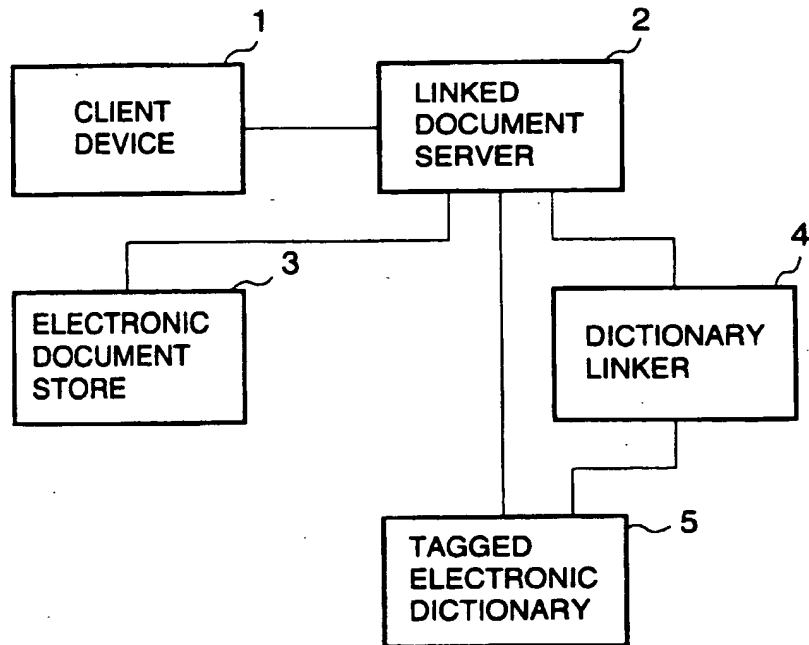 1
CLIENT
DEVICE
2
LINKED
DOCUMENT
SERVER
3
ELECTRONIC
DOCUMENT
STORE
4
DICTIONARY
LINKER
5
TAGGED
ELECTRONIC
DICTIONARY